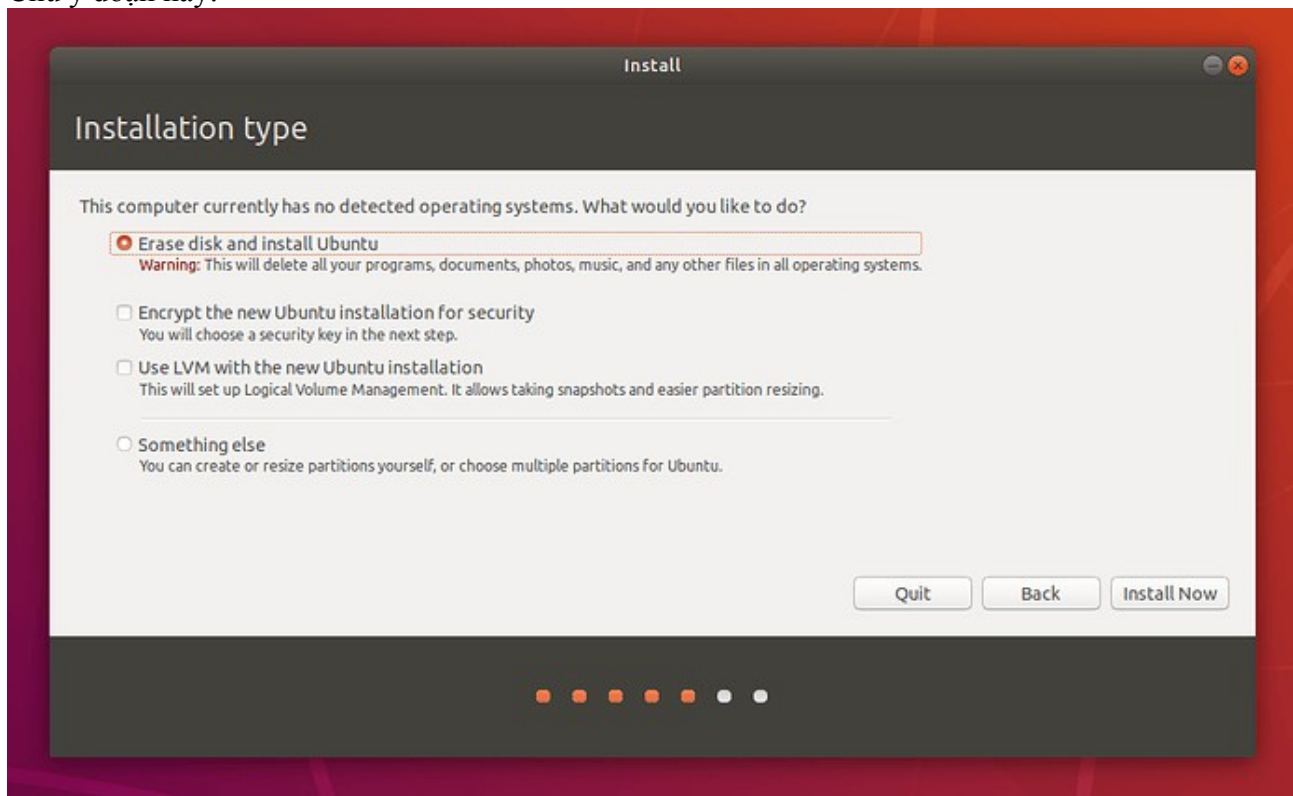 Install
Installation type
This computer currently has no detected operating systems. What would you like to do?
Erase disk and install Ubuntu
Warning: This will delete all your programs, documents, photos, music, and any other files in all operating systems.
Encrypt the new Ubuntu installation for security
You will choose a security key in the next step.
Use LVM with the new Ubuntu installation
This will set up Logical Volume Management. It allows taking snapshots and easier partition resizing.
Something else
You can create or resize partitions yourself, or choose multiple partitions for Ubuntu.
Quit Back Install Now